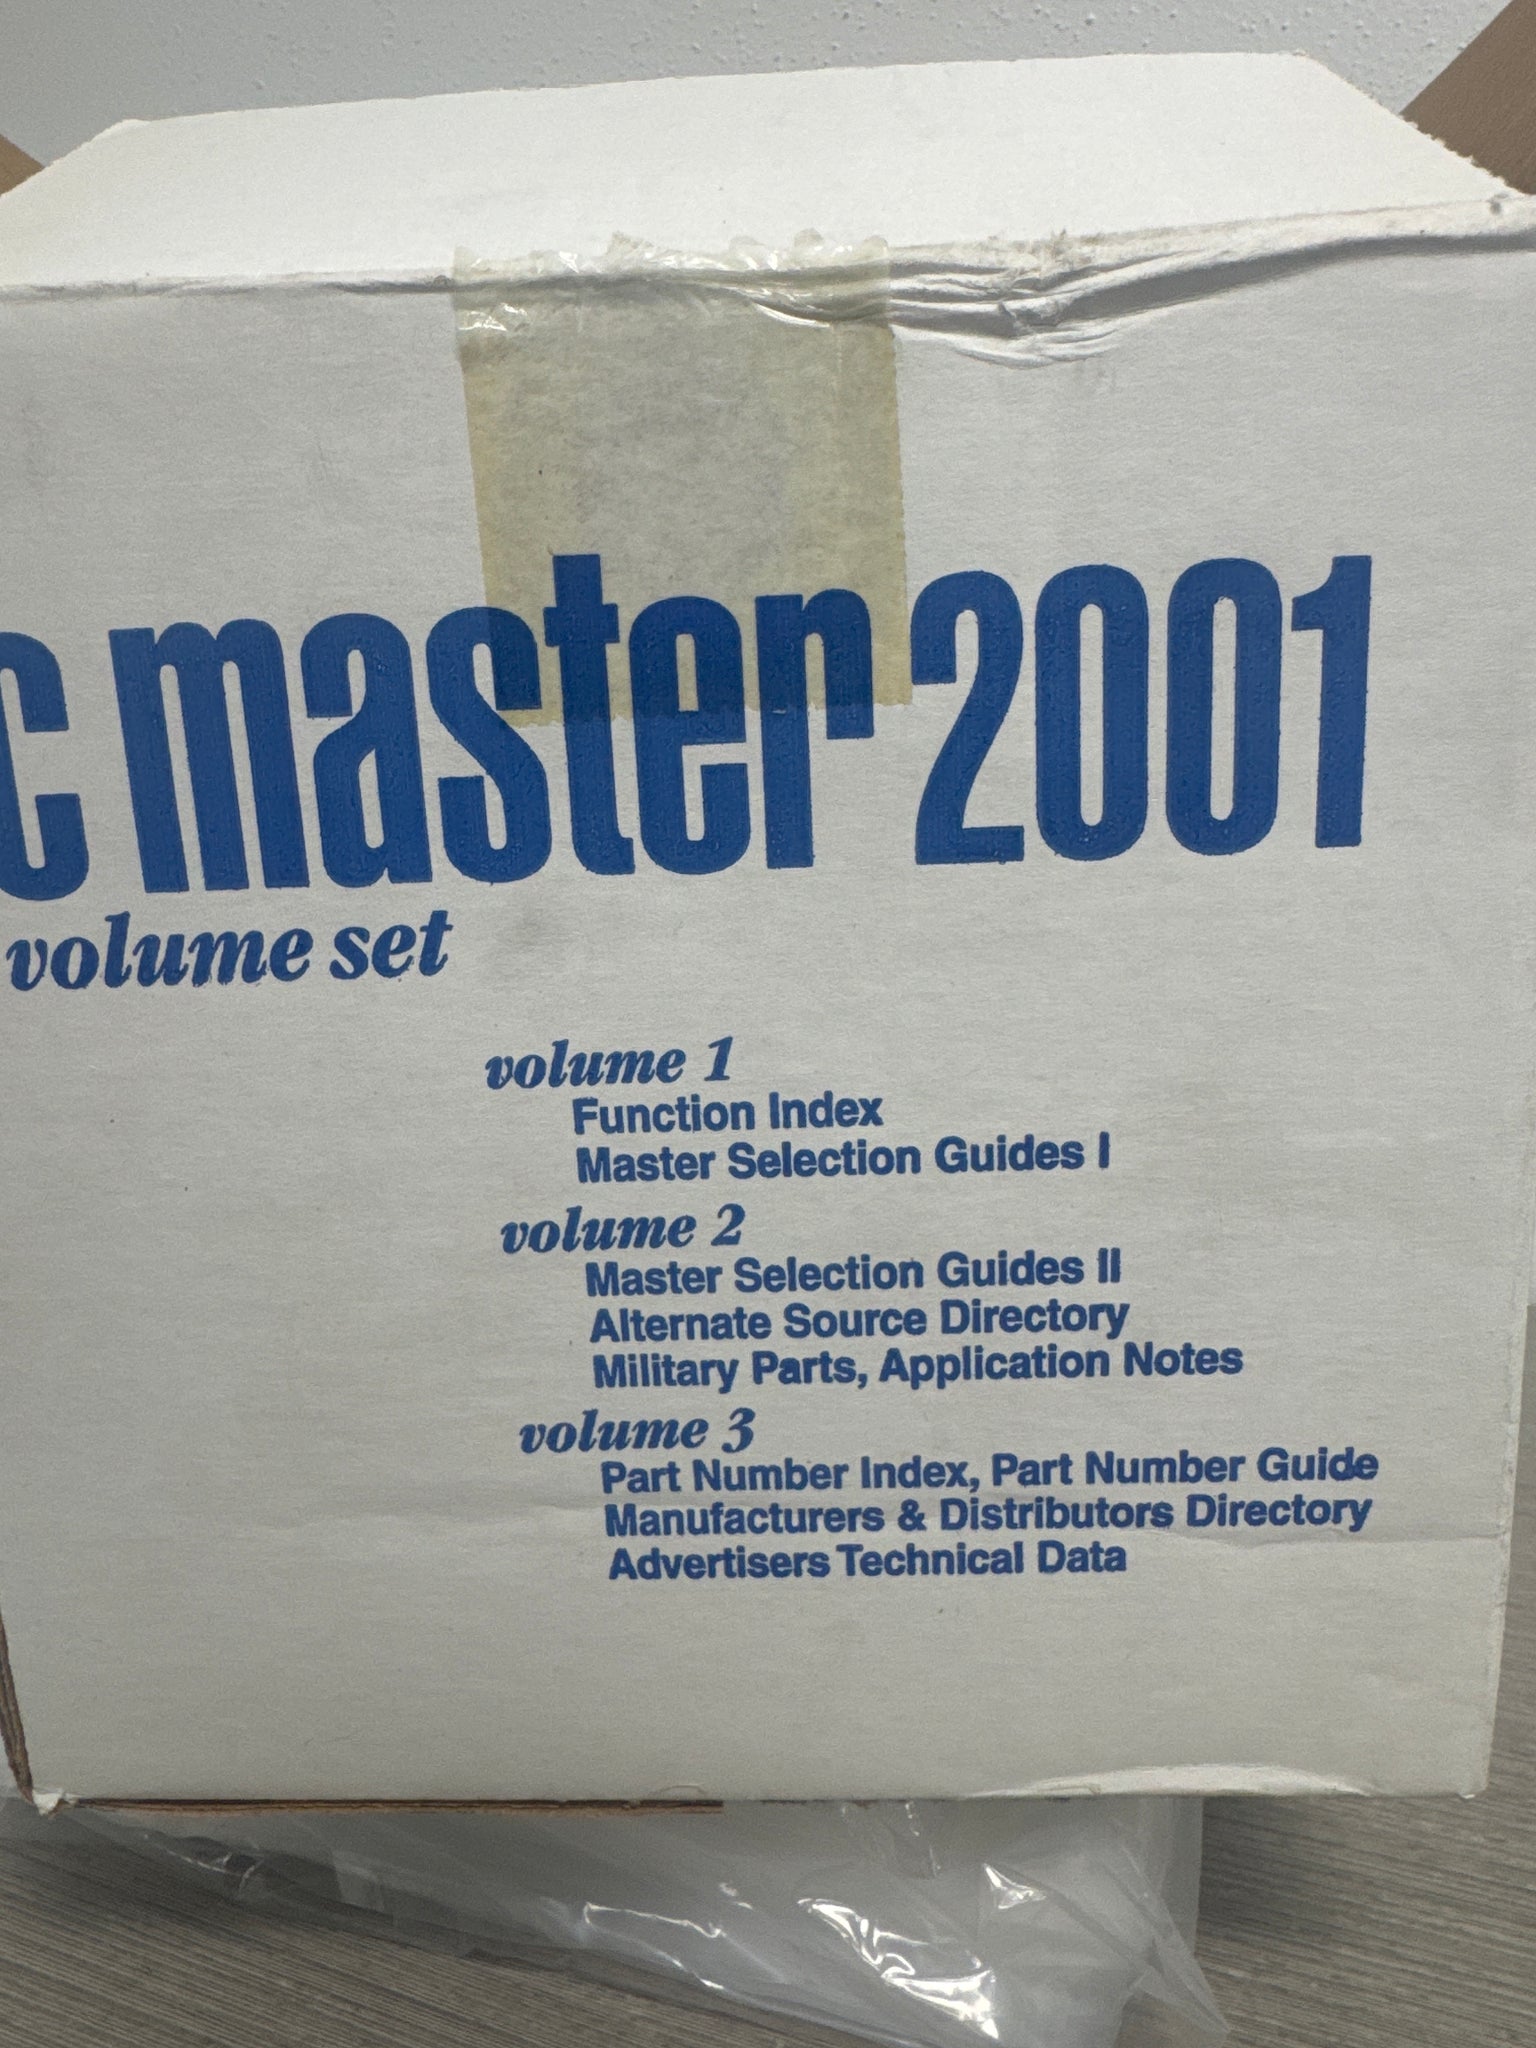 c master 2001
volume set
volume 1
Function Index
Master Selection Guides I
volume 2
Master Selection Guides II
Alternate Source Directory
Military Parts, Application Notes
volume 3
Part Number Index, Part Number Guide
Manufacturers & Distributors Directory
Advertisers Technical Data